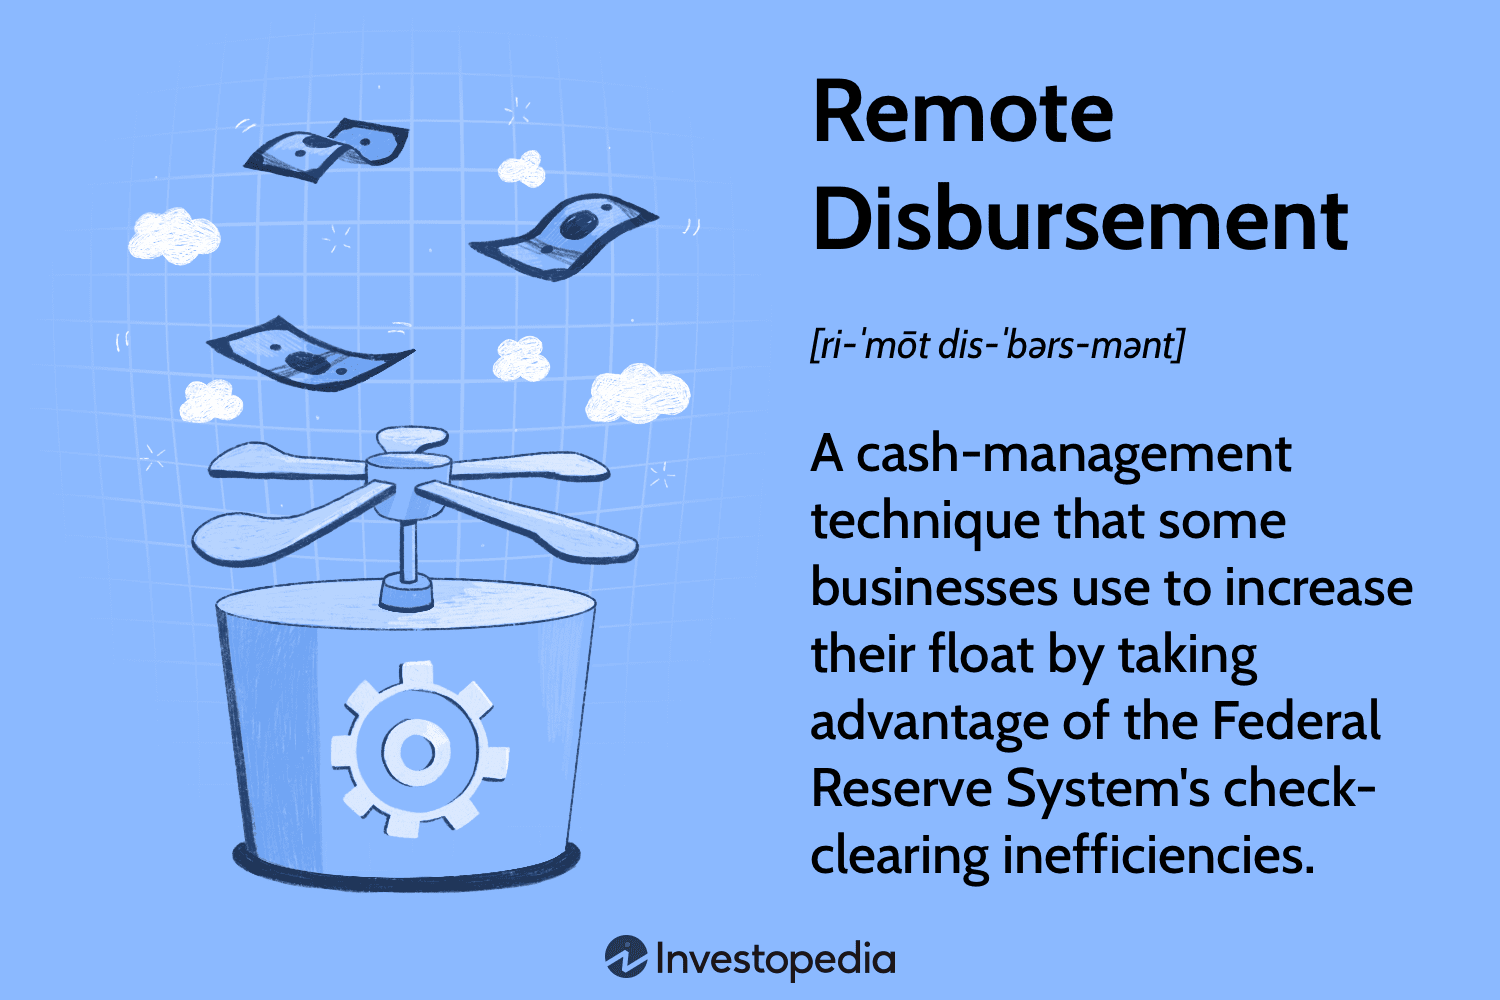 Remote
Disbursement
[ri-ˈmōt dis-ˈbərs-mənt]
A cash-management
technique that some
businesses use to increase
their float by taking
advantage of the Federal
Reserve System's check-
clearing inefficiencies.
Investopedia